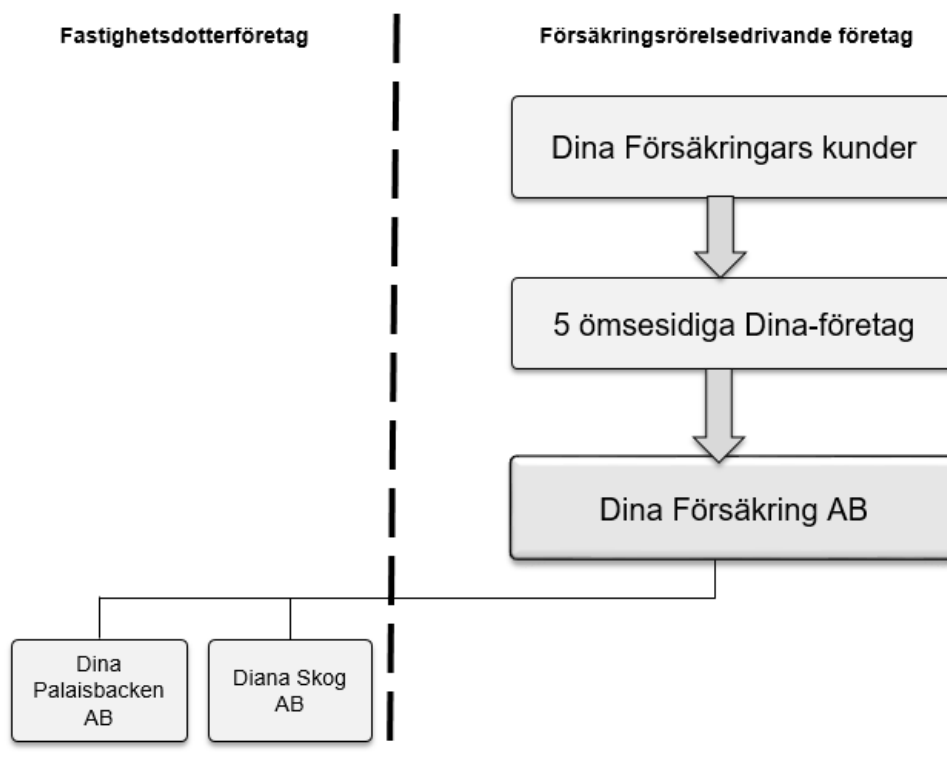 Fastighetsdotterföretag
Försäkringsrörelsedrivande företag
Dina Försäkringars kunder
5 ömsesidiga Dina-företag
Dina Försäkring AB
Dina
Palaisbacken
AB
Diana Skog
AB